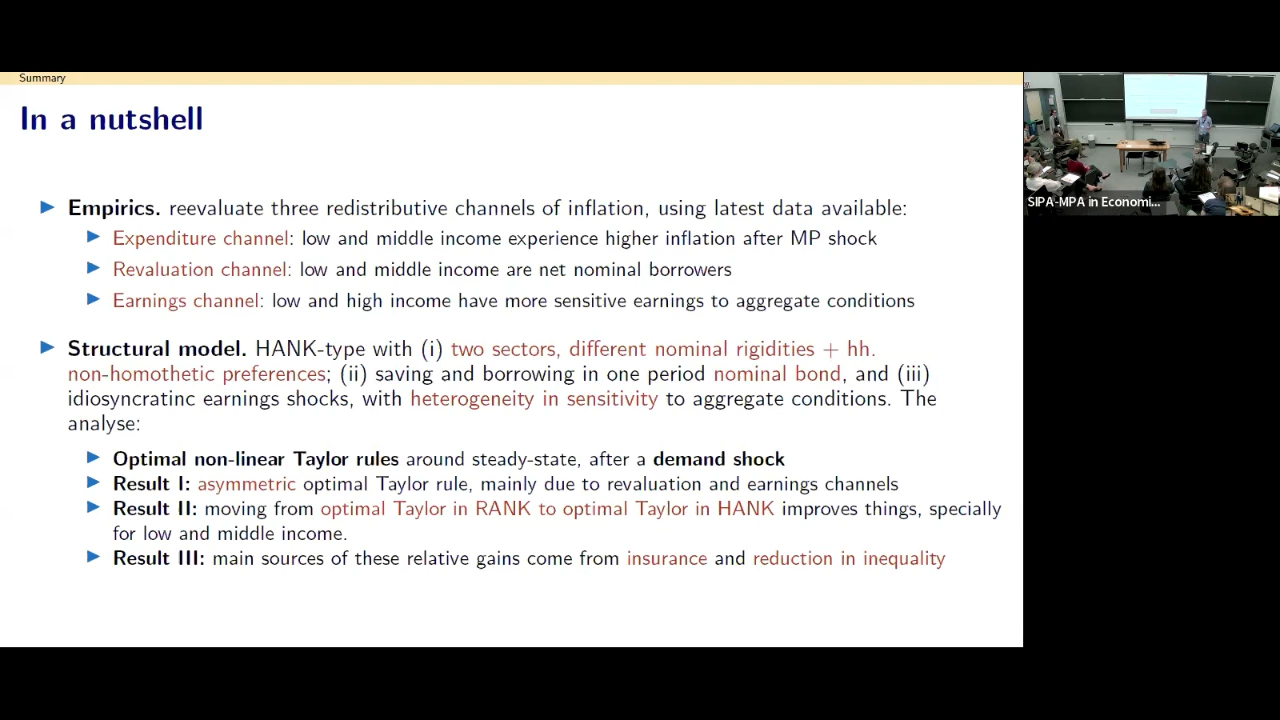 Summary
In a nutshell
Empirics. reevaluate three redistributive channels of inflation, using latest data available:
Expenditure channel: low and middle income experience higher inflation after MP shock
Revaluation channel: low and middle income are net nominal borrowers
Earnings channel: low and high income have more sensitive earnings to aggregate conditions
Structural model. HANK-type with (i) two sectors, different nominal rigidities + hh.
non-homothetic preferences; (ii) saving and borrowing in one period nominal bond, and (iii)
idiosyncratinc earnings shocks, with heterogeneity in sensitivity to aggregate conditions. The
analyse:
Optimal non-linear Taylor rules around steady-state, after a demand shock
Result I: asymmetric optimal Taylor rule, mainly due to revaluation and earnings channels
Result II: moving from optimal Taylor in RANK to optimal Taylor in HANK improves things, specially
for low and middle income.
Result III: main sources of these relative gains come from insurance and reduction in inequality
SIPA-MPA in Economi...